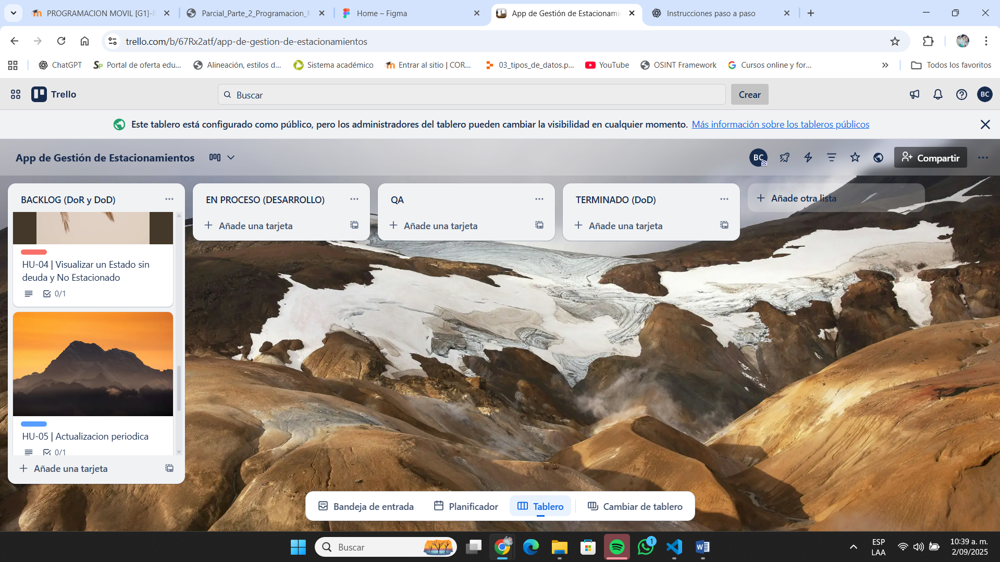 PROGRAMACION MOVIL [G1]-8
Parcial_Parte_2_Programacion_M
Home – Figma
App de Gestión de Estacionamie
Instrucciones paso a paso
trello.com/b/67Rx2atf/app-de-gestion-de-estacionamientos
ChatGPT
Sp Portal de oferta edu...
Alineación, estilos d...
Sistema académico
Entrar al sitio | COR...
03_tipos_de_datos.p...
YouTube
OSINT Framework
Cursos online y for...
Todos los favoritos
Trello
Buscar
Crear
BC
Este tablero está configurado como público, pero los administradores del tablero pueden cambiar la visibilidad en cualquier momento. Más información sobre los tableros públicos
App de Gestión de Estacionamientos
BC
Compartir
BACKLOG (DoR y DoD)
HU-04 | Visualizar un Estado sin
deuda y No Estacionado
0/1
HU-05 | Actualizacion periodica
0/1
Añade una tarjeta
EN PROCESO (DESARROLLO)
Añade una tarjeta
QA
Añade una tarjeta
TERMINADO (DoD)
Añade una tarjeta
Añade otra lista
Bandeja de entrada
Planificador
Tablero
Cambiar de tablero
Buscar
1
ESP
LAA
10:39 a. m.
2/09/2025